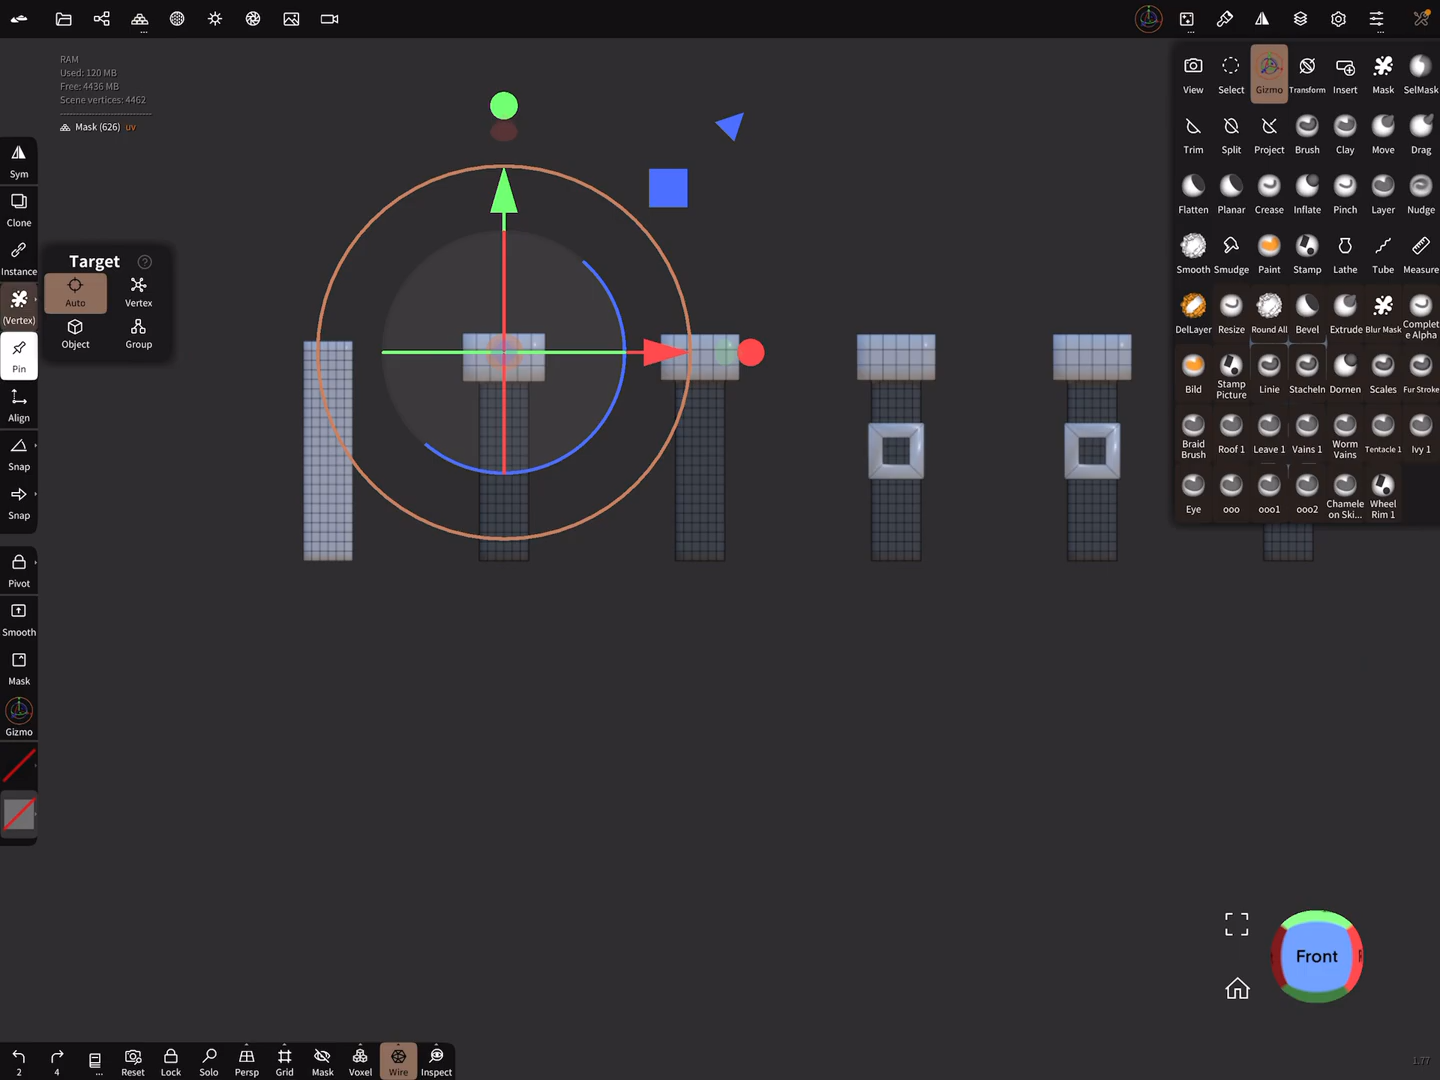 RAM
Used: 120 MB
Free: 4436 MB
Scene vertices: 4462
Mask (626) uv
Sym
Clone
Instance
(Vertex)
Pin
Align
Snap
Snap
Pivot
Smooth
Mask
Gizmo
Target ?
Auto Vertex
Object Group
View Select Gizmo Transform Insert Mask SelMask
Trim Split Project Brush Clay Move Drag
Flatten Planar Crease Inflate Pinch Layer Nudge
Smooth Smudge Paint Stamp Lathe Tube Measure
DelLayer Resize Round All Bevel Extrude Blur Mask Complet
e Alpha
Bild Stamp Picture Linie Stacheln Dornen Scales Fur Stroke
Braid Brush Roof 1 Leave 1 Vains 1 Worm Vains Tentacle 1 Ivy 1
Eye ooo ooo1 ooo2 Chamele
on Ski... Wheel Rim 1
Front
R
2 4 ... Reset Lock Solo Persp Grid Mask Voxel Wire Inspect
1.77